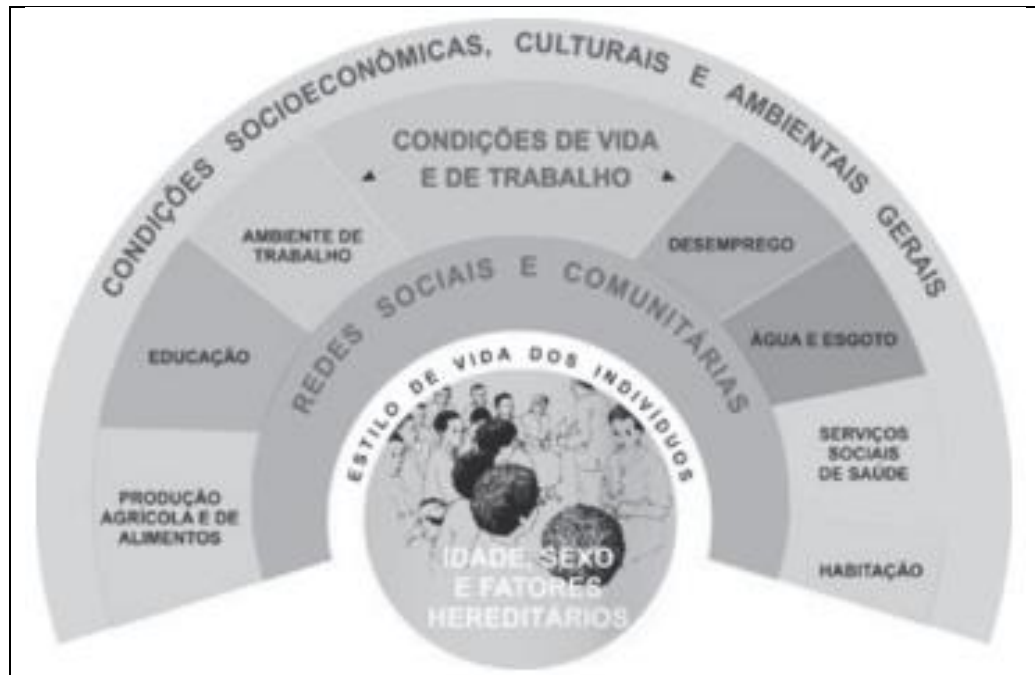 CONDIÇÕES SOCIOECONÔMICAS, CULTURAIS E AMBIENTAIS GERAIS
CONDIÇÕES DE VIDA
E DE TRABALHO
AMBIENTE DE
TRABALHO
DESEMPREGO
EDUCAÇÃO
ÁGUA E ESGOTO
PRODUÇÃO
AGRÍCOLA E DE
ALIMENTOS
SERVIÇOS
SOCIAIS
DE SAÚDE
HABITAÇÃO
REDES SOCIAIS E COMUNITÁRIAS
ESTILO DE VIDA DOS INDIVÍDUOS
IDADE, SEXO
E FATORES
HEREDITÁRIOS